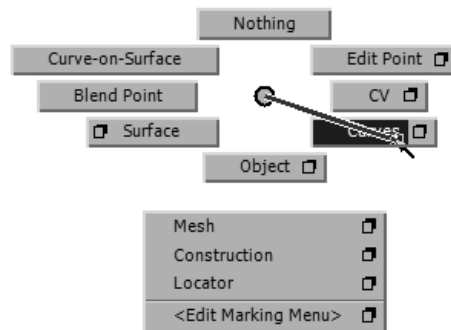 Nothing
Curve-on-Surface
Edit Point
Blend Point
CV
Surface
Curves
Object
Mesh
Construction
Locator
<Edit Marking Menu>